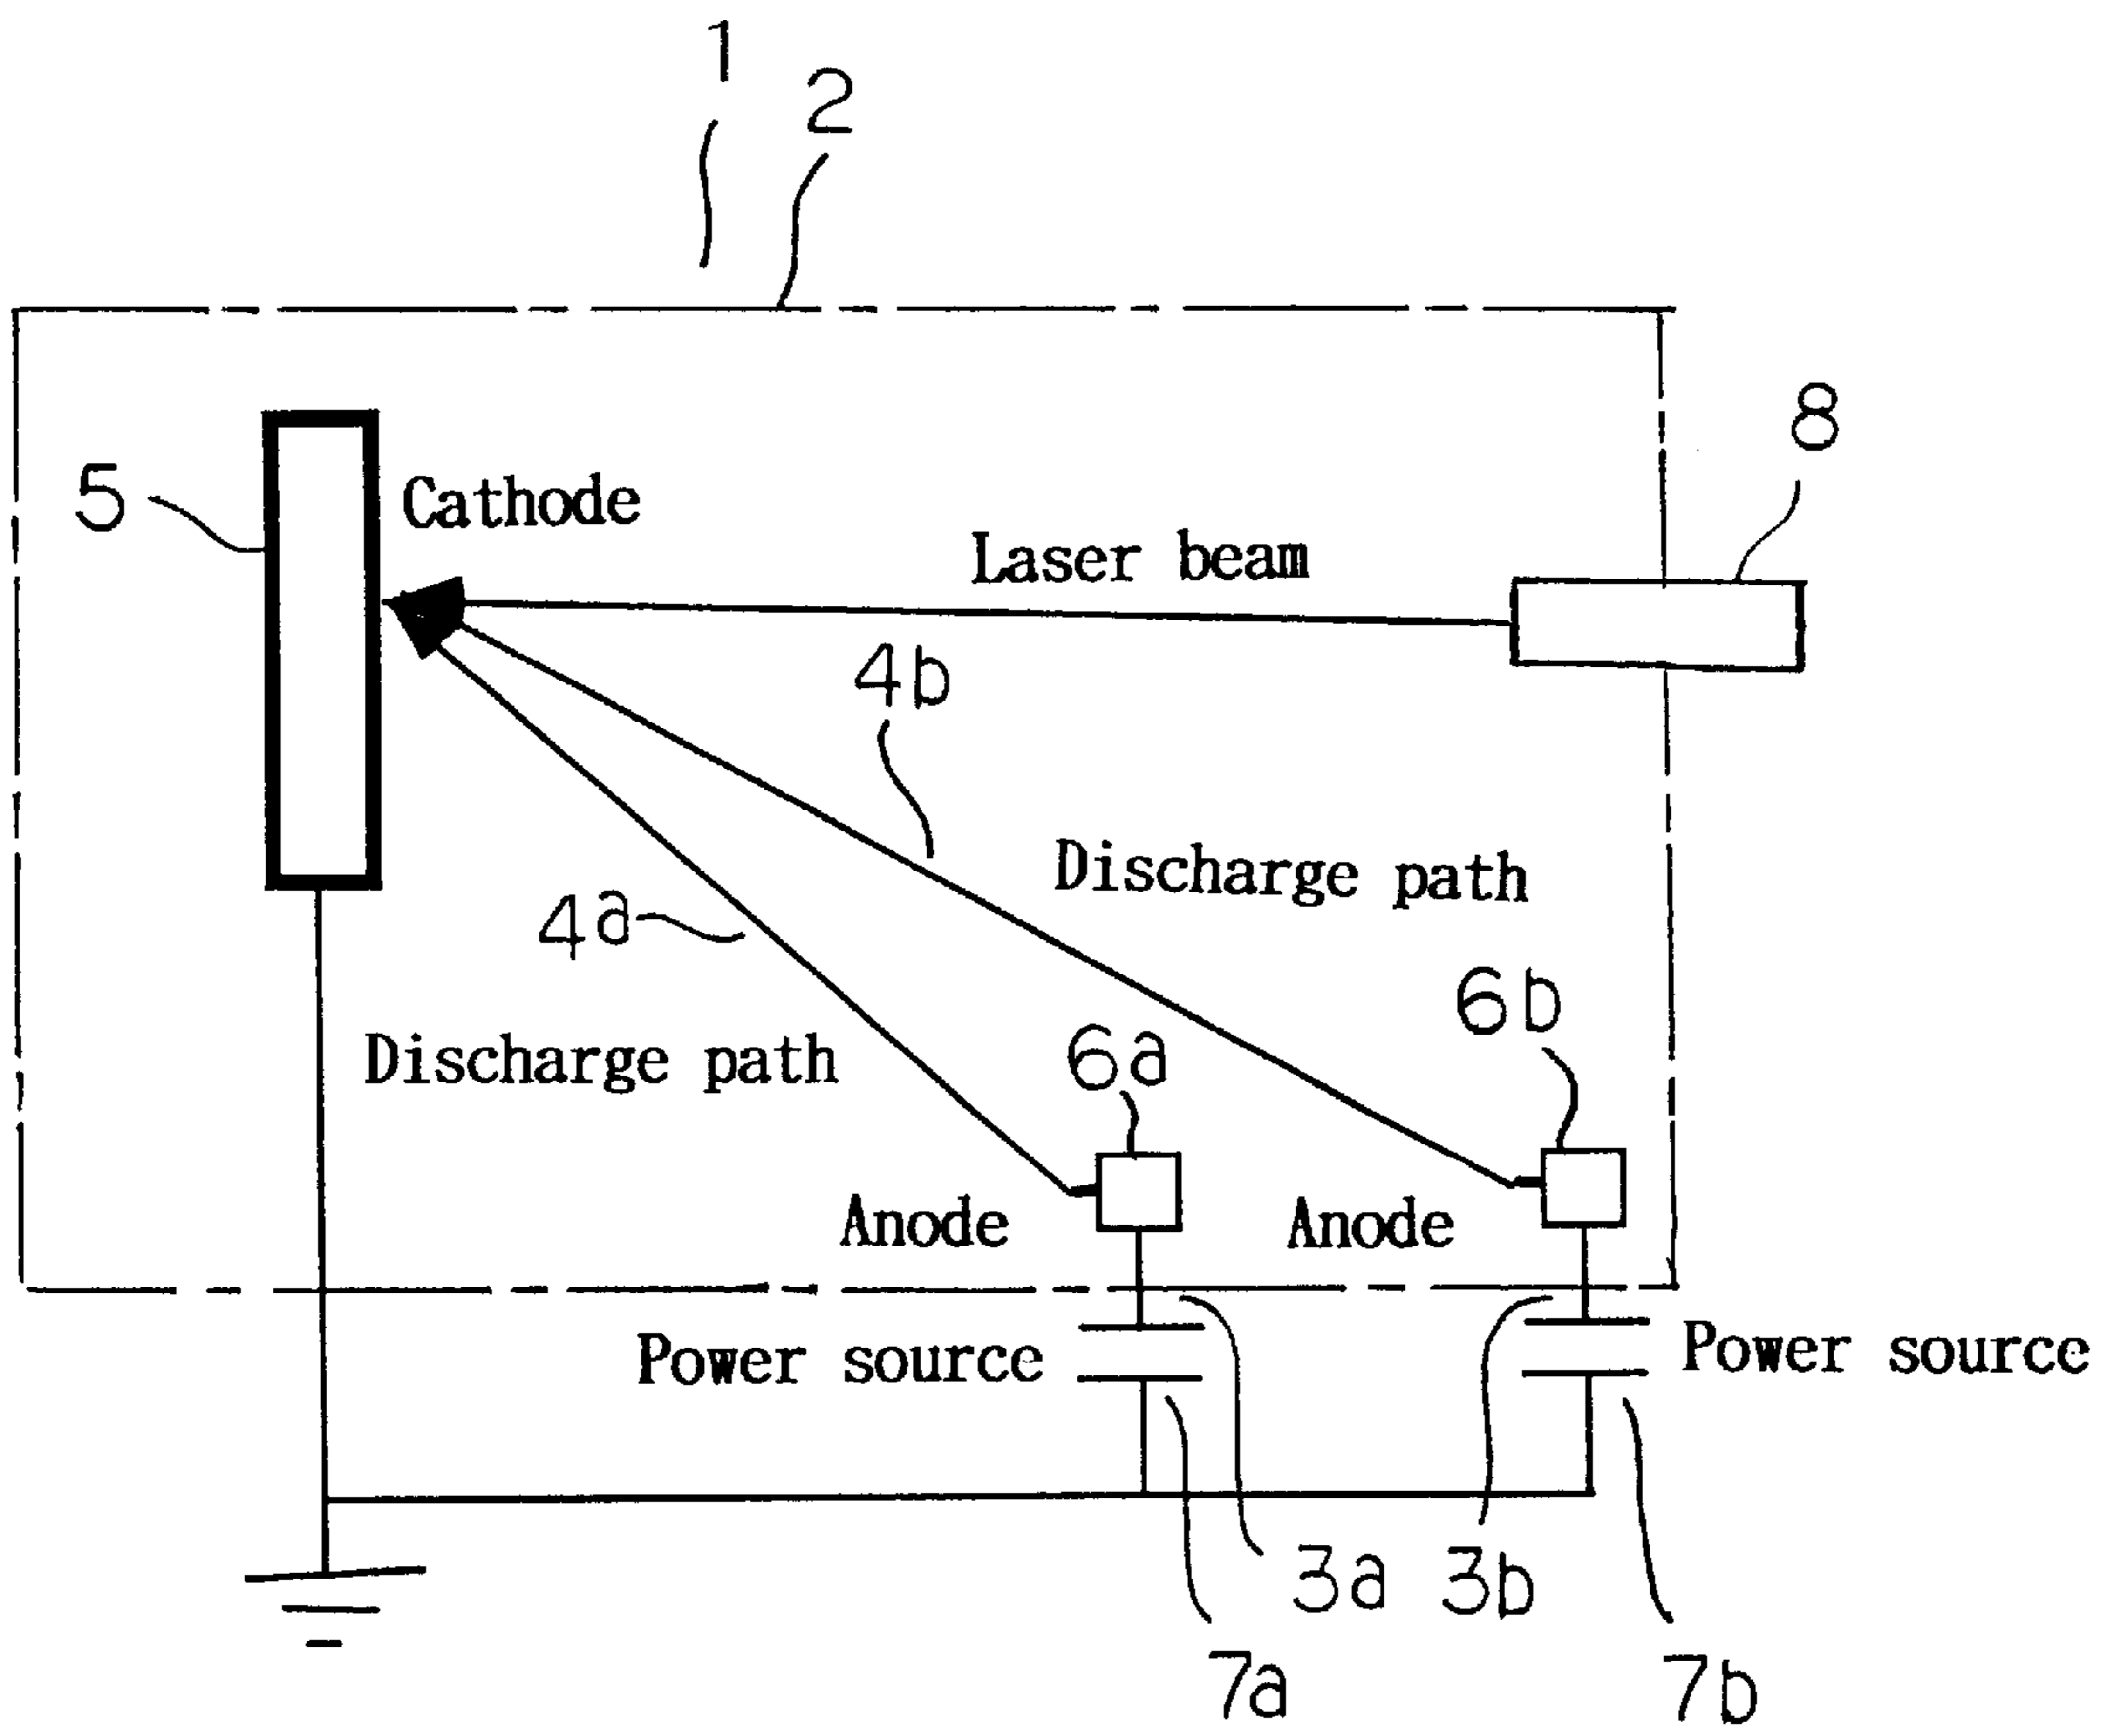 1
2
8
5
Cathode
Laser beam
4b
Discharge path
4a
6b
Discharge path
6a
Anode
Anode
Power source
Power source
3a
3b
7a
7b